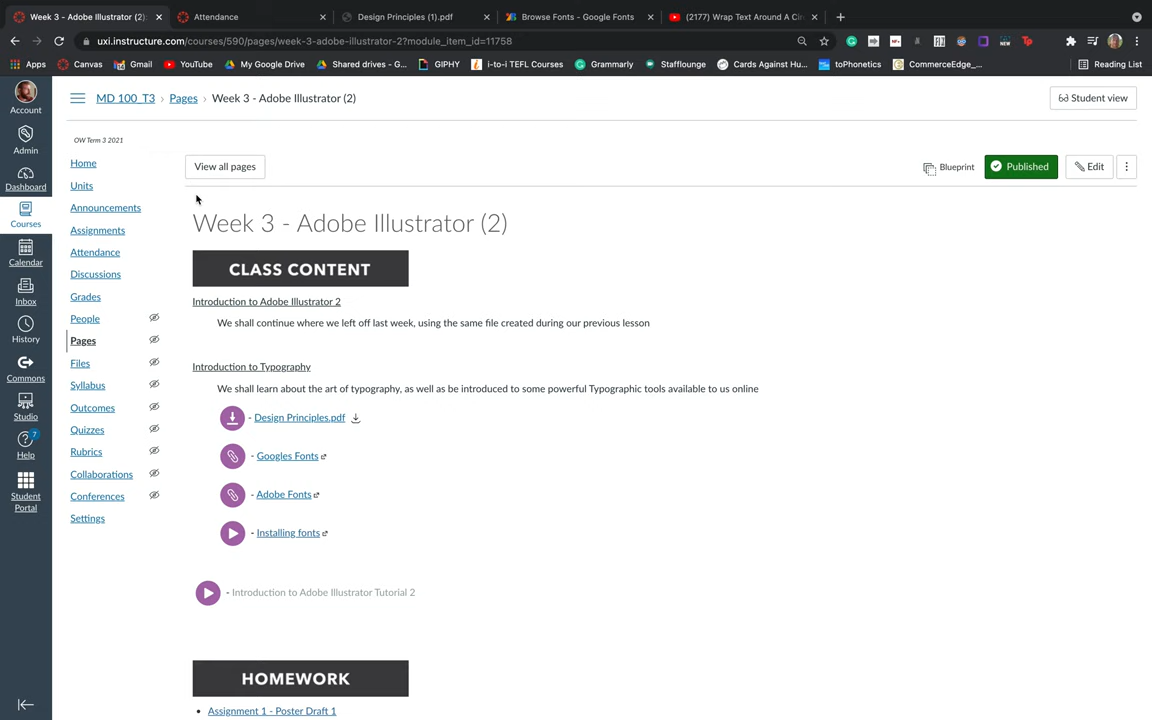 Week 3 - Adobe Illustrator (2):
Attendance
Design Principles (1).pdf
Browse Fonts - Google Fonts
(2177) Wrap Text Around A Cir
uxi.instructure.com/courses/590/pages/week-3-adobe-illustrator-2?module_item_id=11758
Apps
Canvas
Gmail
YouTube
My Google Drive
Shared drives - G...
GIPHY
i-to-i TEFL Courses
Grammarly
Stafflounge
Cards Against Hu...
toPhonetics
CommerceEdge_...
Reading List
Account
Admin
Dashboard
Courses
Calendar
Inbox
History
Commons
Studio
7
Help
Student
Portal
MD 100_T3 › Pages › Week 3 - Adobe Illustrator (2)
Student view
OW Term 3 2021
Home
Units
Announcements
Assignments
Attendance
Discussions
Grades
People
Pages
Files
Syllabus
Outcomes
Quizzes
Rubrics
Collaborations
Conferences
Settings
View all pages
Blueprint
Published
Edit
Week 3 - Adobe Illustrator (2)
CLASS CONTENT
Introduction to Adobe Illustrator 2
We shall continue where we left off last week, using the same file created during our previous lesson
Introduction to Typography
We shall learn about the art of typography, as well as be introduced to some powerful Typographic tools available to us online
- Design Principles.pdf
- Googles Fonts
- Adobe Fonts
- Installing fonts
- Introduction to Adobe Illustrator Tutorial 2
HOMEWORK
• Assignment 1 - Poster Draft 1